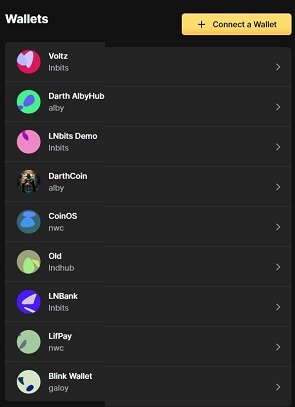 Wallets
+ Connect a Wallet
Voltz
lnbits
Darth AlbyHub
alby
LNbits Demo
lnbits
DarthCoin
alby
CoinOS
nwc
Old
lndhub
LNBank
lnbits
LifPay
nwc
Blink Wallet
galoy